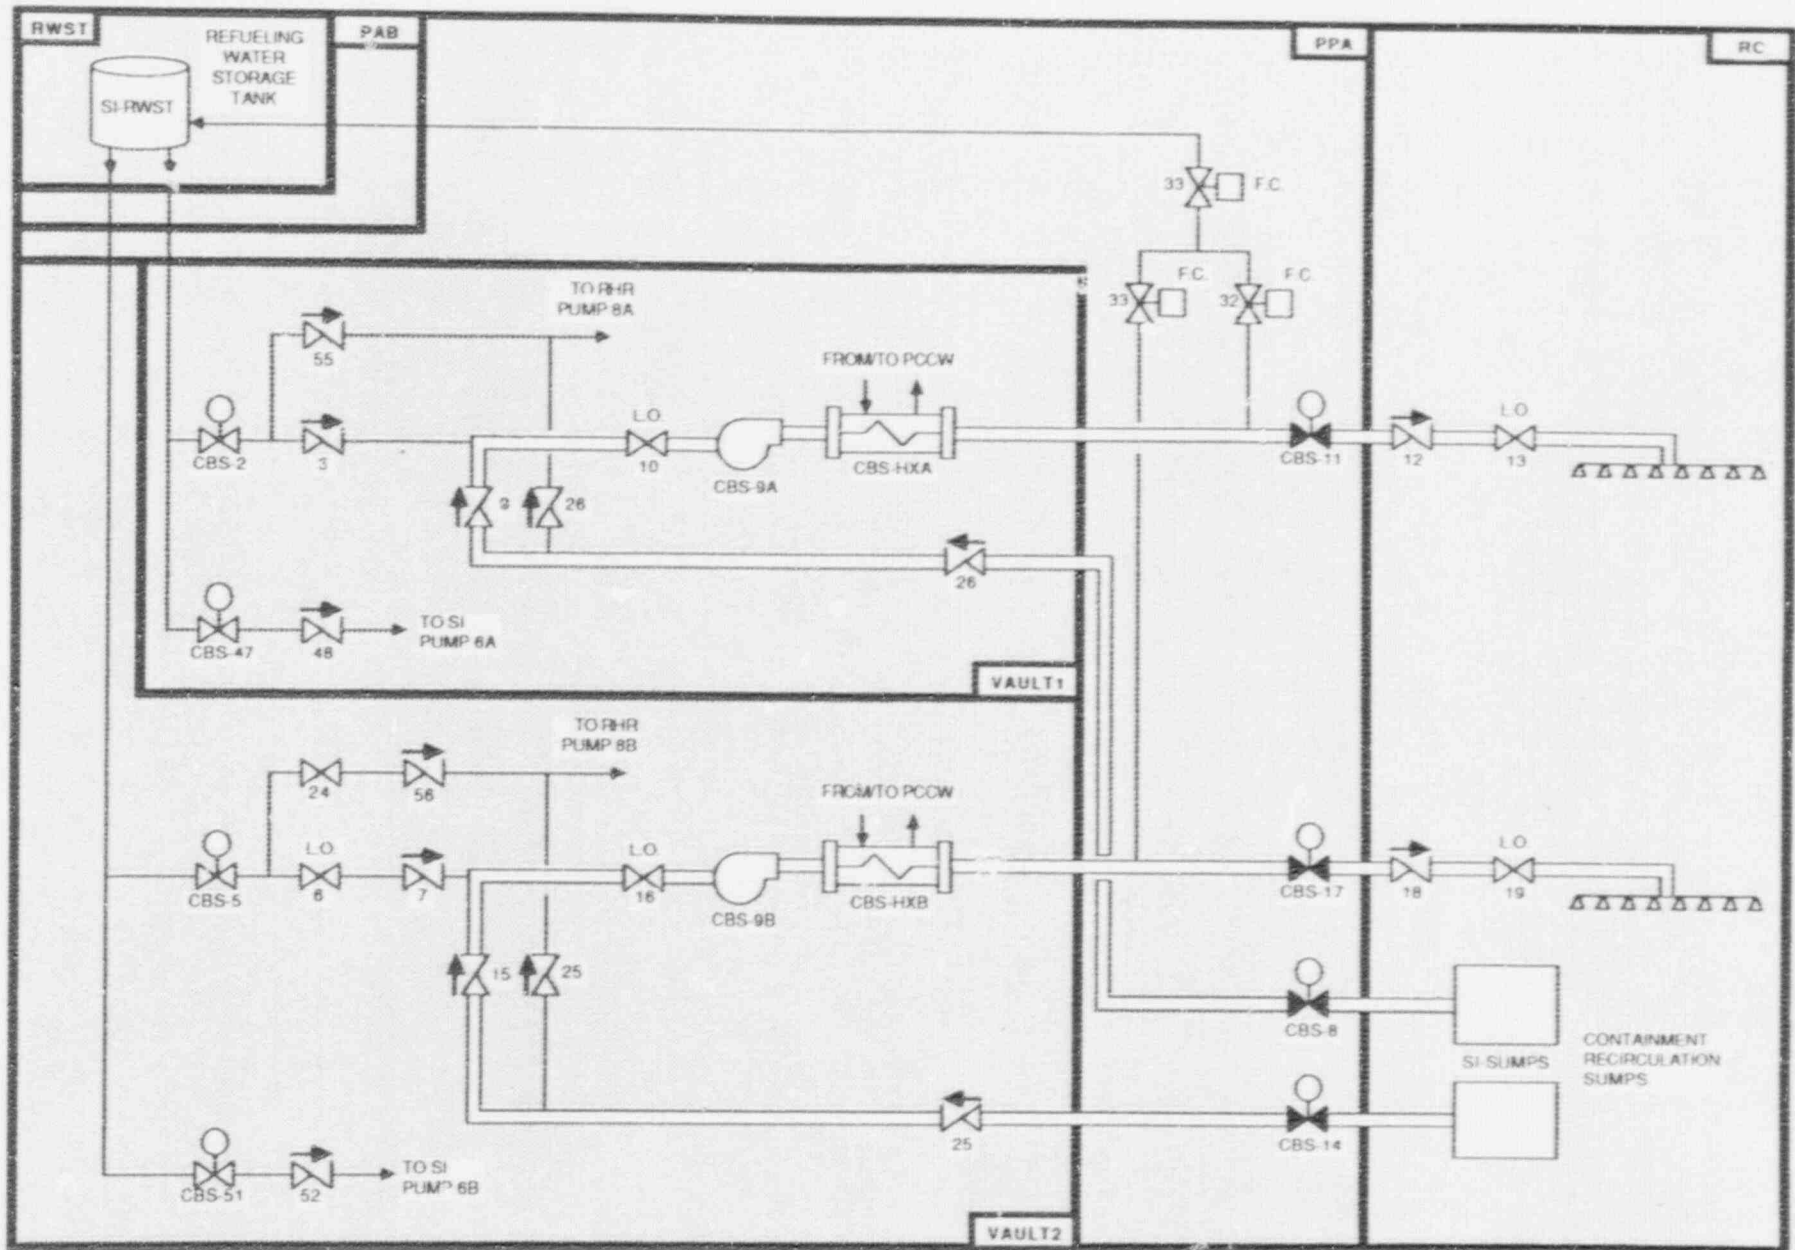 RWST
PAB
PPA
RC
REFUELING
WATER
STORAGE
TANK
SI-RWST
33
F.C.
33
F.C.
32
F.C.
TO RHR
PUMP 8A
55
FROM/TO PCCW
CBS-2
3
L.O.
10
CBS-9A
CBS-HXA
CBS-11
12
L.O.
13
9
26
26
CBS-47
48
TO SI
PUMP 6A
VAULT1
TO RHR
PUMP 8B
24
56
FROM/TO PCCW
CBS-5
L.O.
6
7
L.O.
16
CBS-9B
CBS-HXB
CBS-17
18
L.O.
19
15
25
CBS-8
SI-SUMPS
CONTAINMENT
RECIRCULATION
SUMPS
25
CBS-14
CBS-51
52
TO SI
PUMP 6B
VAULT2